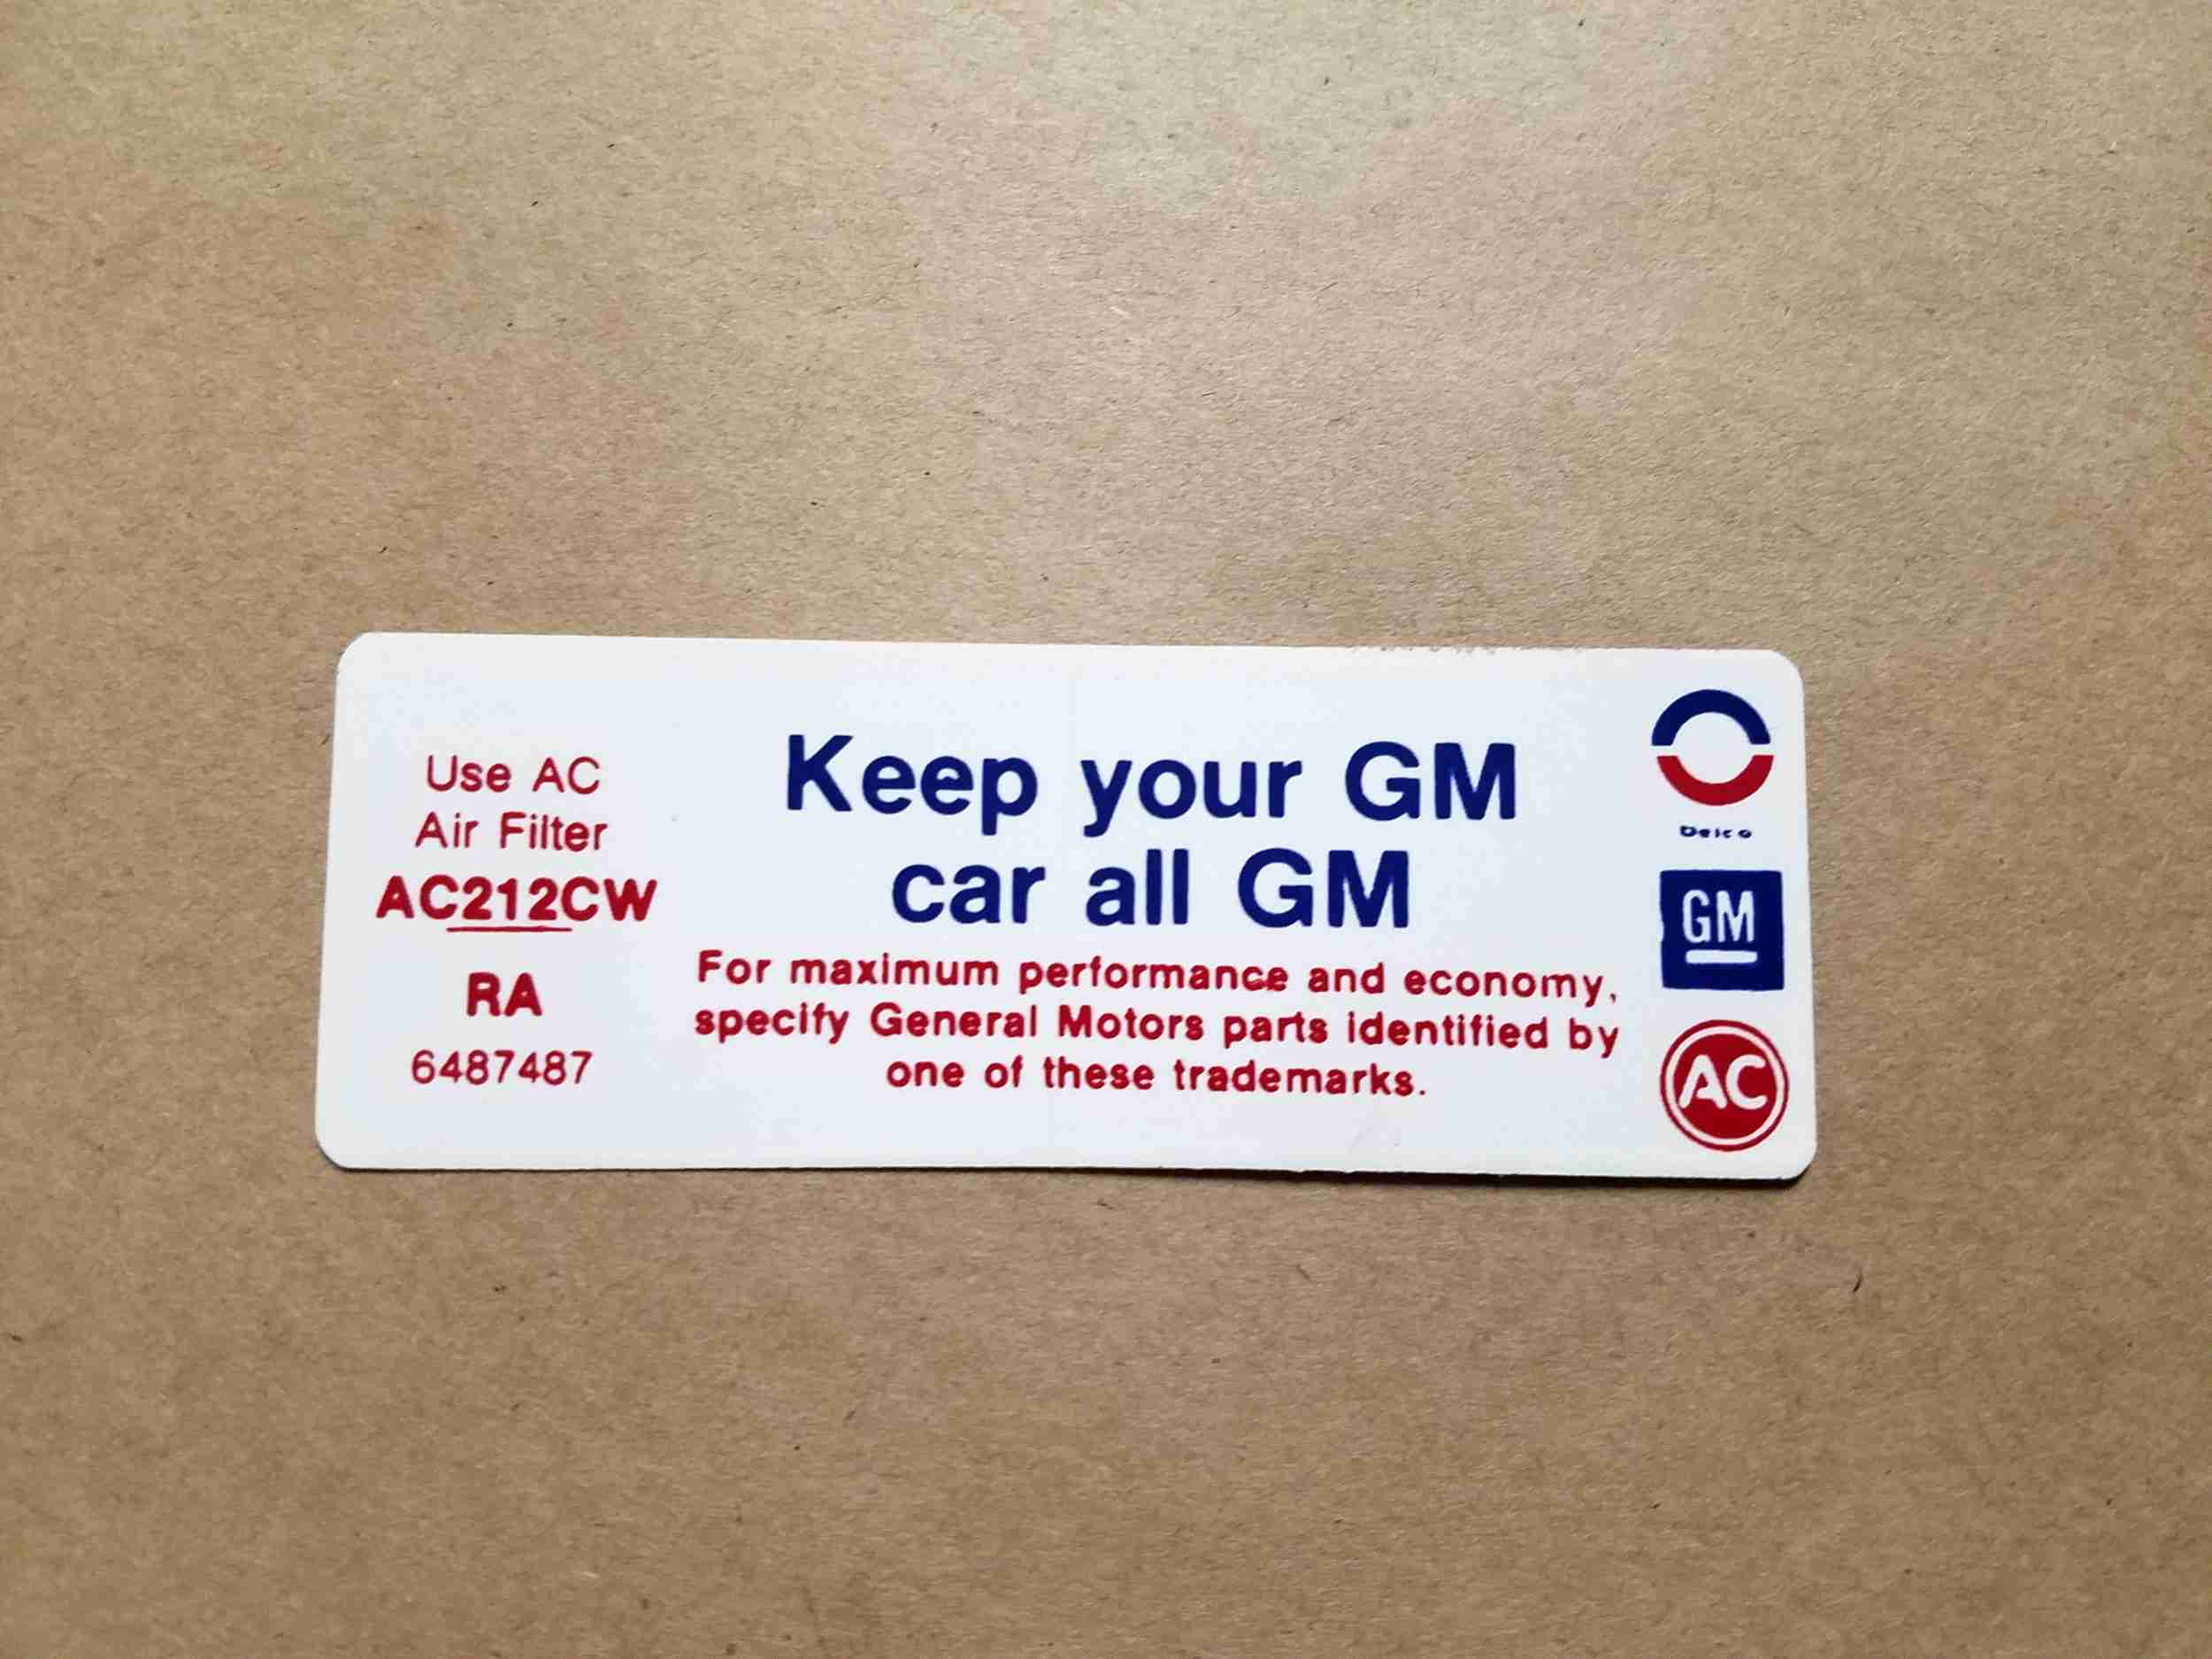 Use AC
Air Filter
AC212CW
RA
6487487
Keep your GM
car all GM
For maximum performance and economy,
specify General Motors parts identified by
one of these trademarks.
Delco
GM
AC